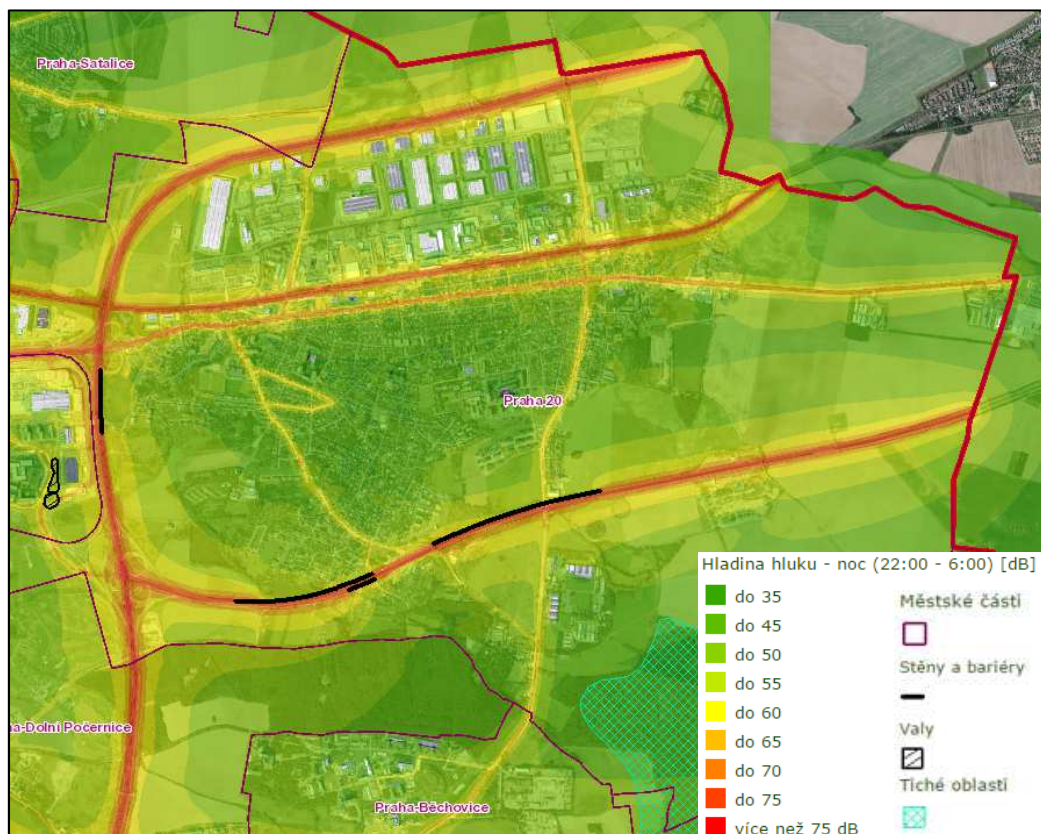 Praha-Satalice
Praha 20
na-Dolní Počernice
Praha-Běchovice
Hladina hluku - noc (22:00 - 6:00) [dB]
do 35
do 45
do 50
do 55
do 60
do 65
do 70
do 75
více než 75 dB
Městské části
Stěny a bariéry
Valy
Tiché oblasti